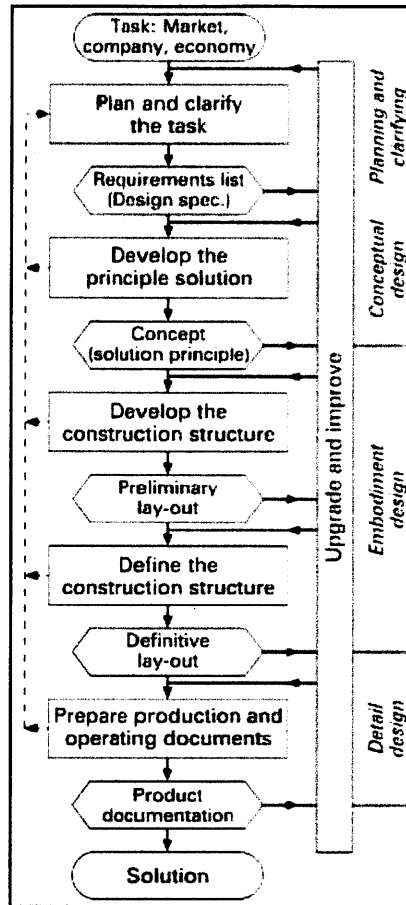 Task: Market,
company, economy
Plan and clarify
the task
Requirements list
(Design spec.)
Develop the
principle solution
Concept
(solution principle)
Develop the
construction structure
Preliminary
lay-out
Define the
construction structure
Definitive
lay-out
Prepare production and
operating documents
Product
documentation
Solution
Upgrade and improve
Planning and
clarifying
Conceptual
design
Embodiment
design
Detail
design